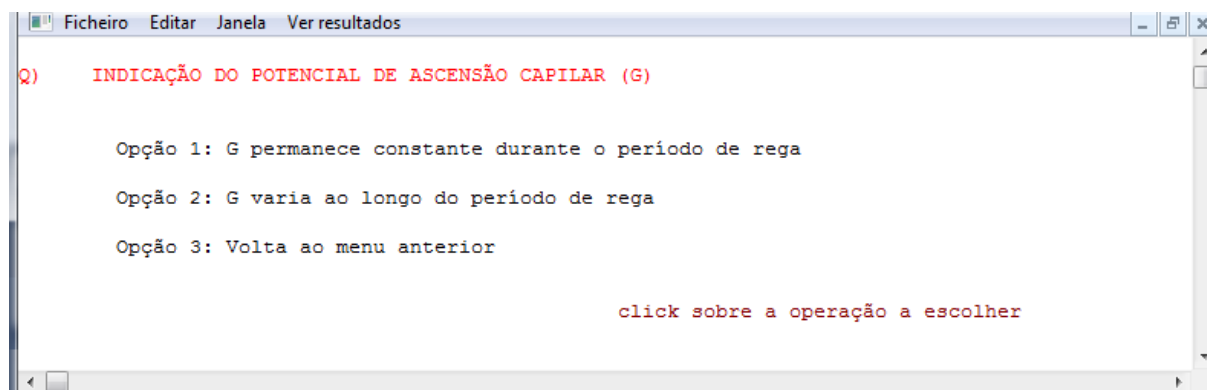 Ficheiro Editar Janela Ver resultados
Q) INDICAÇÃO DO POTENCIAL DE ASCENSÃO CAPILAR (G)
Opção 1: G permanece constante durante o período de rega
Opção 2: G varia ao longo do período de rega
Opção 3: Volta ao menu anterior
click sobre a operação a escolher